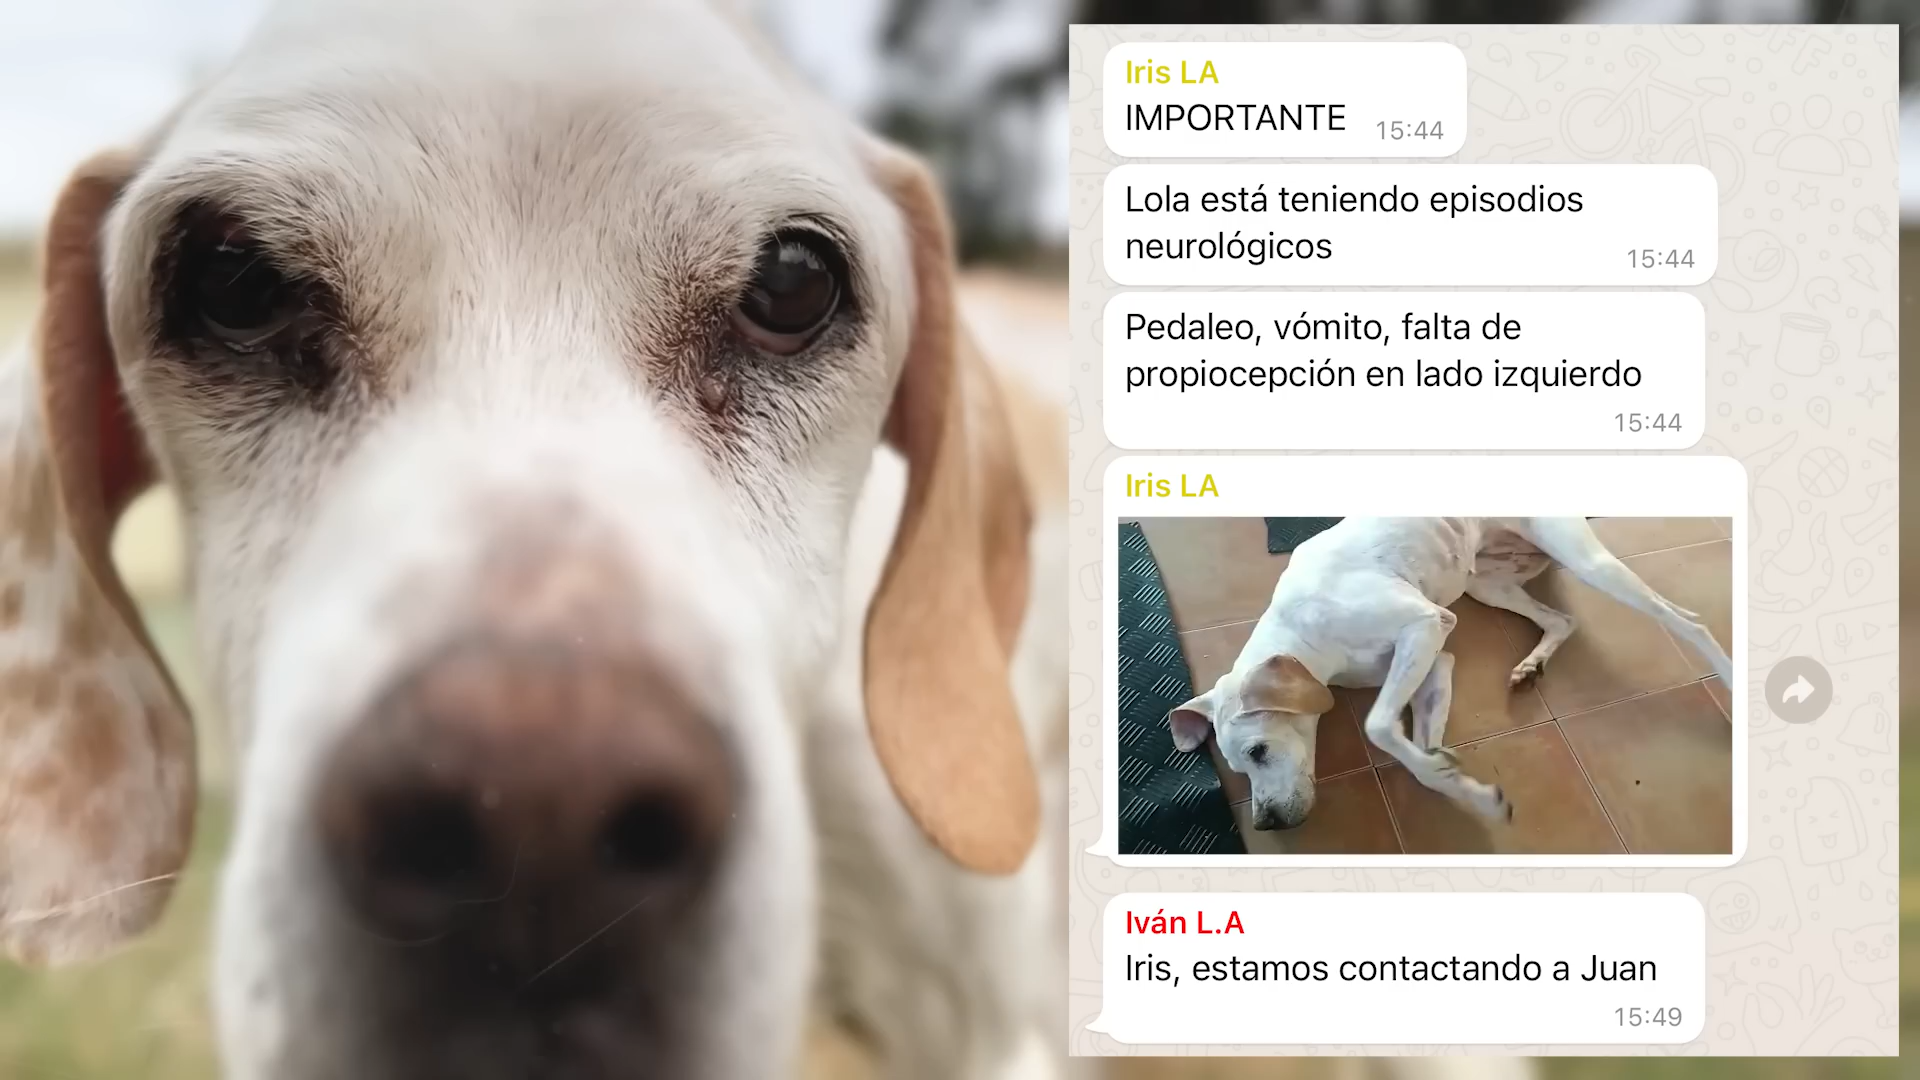 Iris LA
IMPORTANTE 15:44
Lola está teniendo episodios
neurológicos 15:44
Pedaleo, vómito, falta de
propiocepción en lado izquierdo
15:44
Iris LA
Iván L.A
Iris, estamos contactando a Juan
15:49